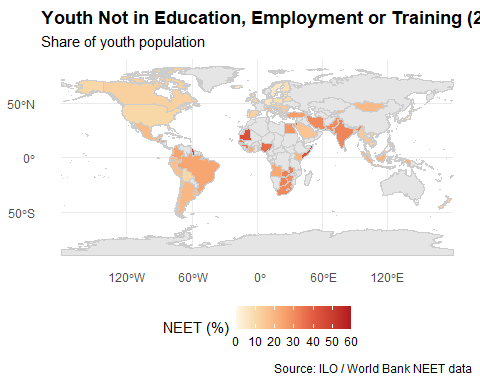 Youth Not in Education, Employment or Training (2
Share of youth population
50°N
0°
50°S
120°W
60°W
0°
60°E
120°E
NEET (%)
0 10 20 30 40 50 60
Source: ILO / World Bank NEET data